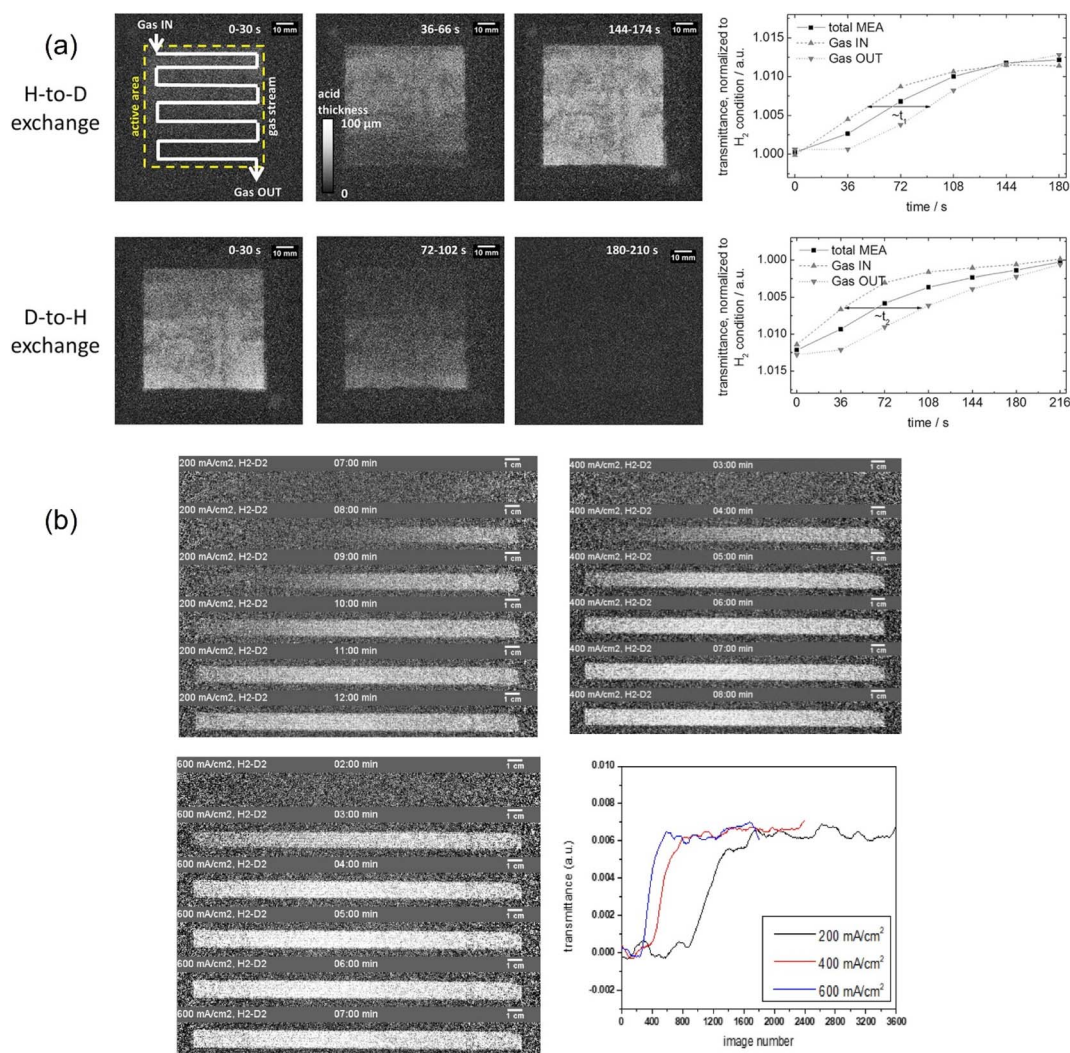 (a)
H-to-D
exchange
Gas IN
0-30 s
10 mm
active area
gas stream
Gas OUT
36-66 s
10 mm
acid
thickness
100 µm
0
144-174 s
10 mm
transmittance, normalized to
H2 condition / a.u.
1.015
1.010
1.005
1.000
total MEA
Gas IN
Gas OUT
~t1
0 36 72 108 144 180
time / s
D-to-H
exchange
0-30 s
10 mm
72-102 s
10 mm
180-210 s
10 mm
transmittance, normalized to
H2 condition / a.u.
1.000
1.005
1.010
1.015
total MEA
Gas IN
Gas OUT
~t2
0 36 72 108 144 180 216
time / s
(b)
200 mA/cm2, H2-D2 07:00 min 1 cm
200 mA/cm2, H2-D2 08:00 min 1 cm
200 mA/cm2, H2-D2 09:00 min 1 cm
200 mA/cm2, H2-D2 10:00 min 1 cm
200 mA/cm2, H2-D2 11:00 min 1 cm
200 mA/cm2, H2-D2 12:00 min 1 cm
400 mA/cm2, H2-D2 03:00 min 1 cm
400 mA/cm2, H2-D2 04:00 min 1 cm
400 mA/cm2, H2-D2 05:00 min 1 cm
400 mA/cm2, H2-D2 06:00 min 1 cm
400 mA/cm2, H2-D2 07:00 min 1 cm
400 mA/cm2, H2-D2 08:00 min 1 cm
600 mA/cm2, H2-D2 02:00 min 1 cm
600 mA/cm2, H2-D2 03:00 min 1 cm
600 mA/cm2, H2-D2 04:00 min 1 cm
600 mA/cm2, H2-D2 05:00 min 1 cm
600 mA/cm2, H2-D2 06:00 min 1 cm
600 mA/cm2, H2-D2 07:00 min 1 cm
transmittance (a.u.)
0.010
0.008
0.006
0.004
0.002
0.000
-0.002
200 mA/cm²
400 mA/cm²
600 mA/cm²
0 400 800 1200 1600 2000 2400 2800 3200 3600
image number